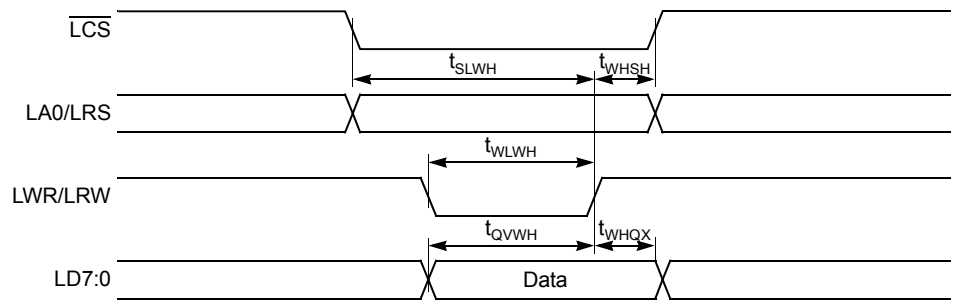 LCS
tSLWH
tWHSH
LA0/LRS
tWLWH
LWR/LRW
tQVWH
tWHQX
LD7:0
Data